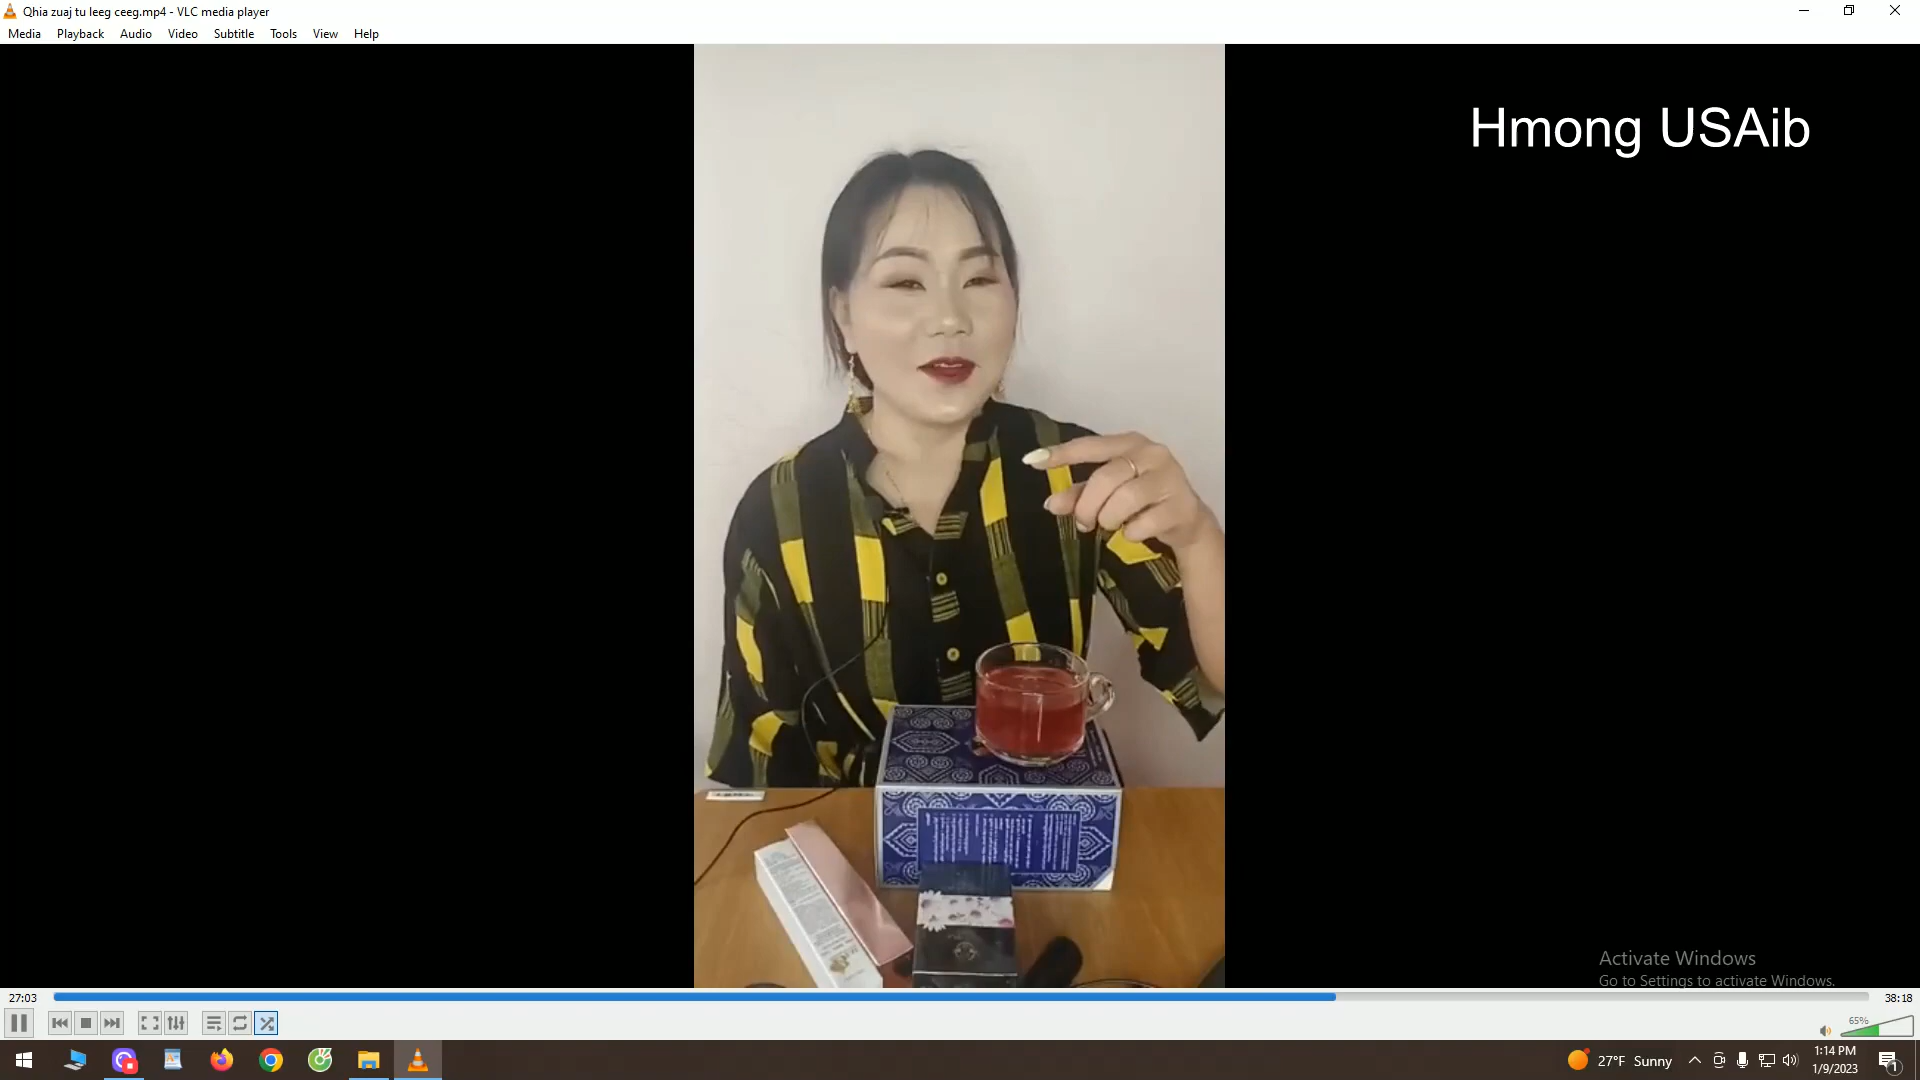 Qhia zuaj tu leeg ceeg.mp4 - VLC media player
Media Playback Audio Video Subtitle Tools View Help
Hmong USAib
Activate Windows
Go to Settings to activate Windows.
27:03
38:18
65%
27°F Sunny
1:14 PM
1/9/2023
1